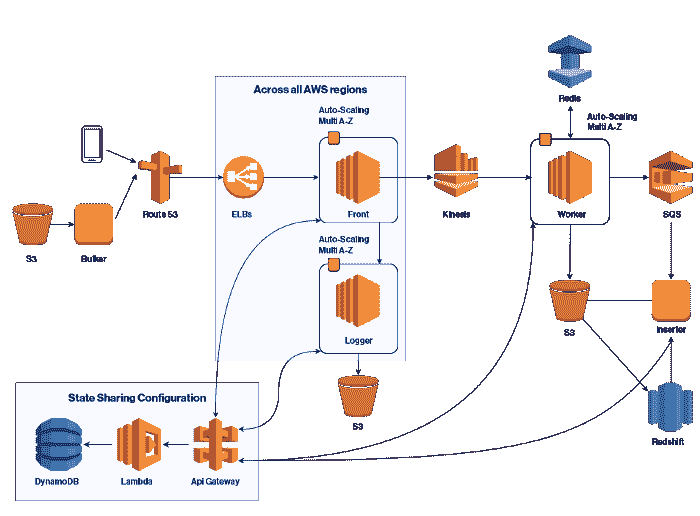 Redis
Across all AWS regions
Auto-Scaling
Multi A-Z
Auto-Scaling
Multi A-Z
Route 53
ELBs
Front
Kinesis
Worker
SQS
S3
Bulker
Auto-Scaling
Multi A-Z
Logger
S3
Inserter
S3
Redshift
State Sharing Configuration
DynamoDB
Lambda
Api Gateway